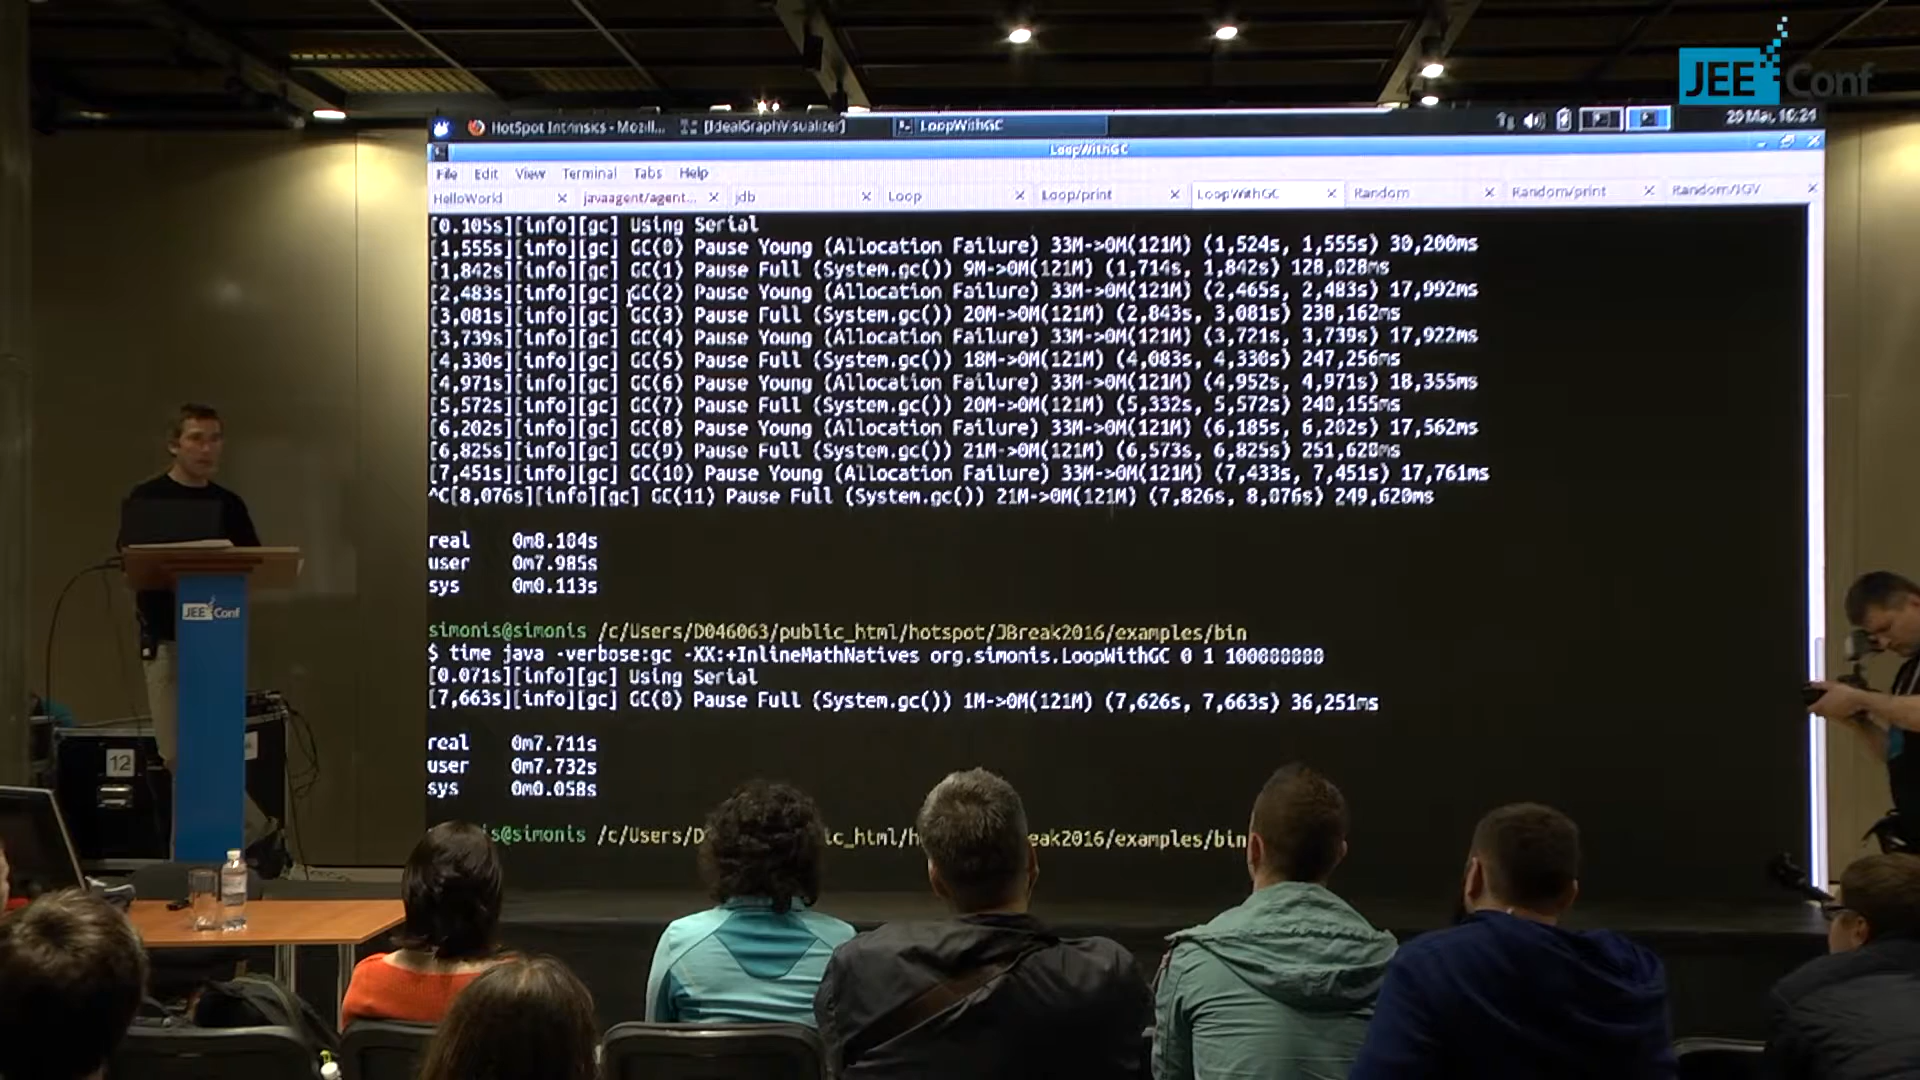 JEE Conf
HotSpot Intrinsics - Mozill... [IdealGraphVisualizer] LoopWithGC
LoopWithGC
File Edit View Terminal Tabs Help
HelloWorld javaagent/agent... jdb Loop Loop/print LoopWithGC Random Random/print Random/IGV
[0.105s][info][gc] Using Serial
[1,555s][info][gc] GC(0) Pause Young (Allocation Failure) 33M->0M(121M) (1,524s, 1,555s) 30,200ms
[1,842s][info][gc] GC(1) Pause Full (System.gc()) 9M->0M(121M) (1,714s, 1,842s) 128,028ms
[2,483s][info][gc] GC(2) Pause Young (Allocation Failure) 33M->0M(121M) (2,465s, 2,483s) 17,992ms
[3,081s][info][gc] GC(3) Pause Full (System.gc()) 20M->0M(121M) (2,843s, 3,081s) 238,162ms
[3,739s][info][gc] GC(4) Pause Young (Allocation Failure) 33M->0M(121M) (3,721s, 3,739s) 17,922ms
[4,330s][info][gc] GC(5) Pause Full (System.gc()) 18M->0M(121M) (4,083s, 4,330s) 247,256ms
[4,971s][info][gc] GC(6) Pause Young (Allocation Failure) 33M->0M(121M) (4,952s, 4,971s) 18,355ms
[5,572s][info][gc] GC(7) Pause Full (System.gc()) 20M->0M(121M) (5,332s, 5,572s) 240,155ms
[6,202s][info][gc] GC(8) Pause Young (Allocation Failure) 33M->0M(121M) (6,185s, 6,202s) 17,562ms
[6,825s][info][gc] GC(9) Pause Full (System.gc()) 21M->0M(121M) (6,573s, 6,825s) 251,620ms
[7,451s][info][gc] GC(10) Pause Young (Allocation Failure) 33M->0M(121M) (7,433s, 7,451s) 17,761ms
^C[8,076s][info][gc] GC(11) Pause Full (System.gc()) 21M->0M(121M) (7,826s, 8,076s) 249,620ms
real 0m8.104s
user 0m7.985s
sys 0m0.113s
simonis@simonis /c/Users/D046063/public_html/hotspot/JBreak2016/examples/bin
$ time java -verbose:gc -XX:+InlineMathNatives org.simonis.LoopWithGC 0 1 100000000
[0.071s][info][gc] Using Serial
[7,663s][info][gc] GC(0) Pause Full (System.gc()) 1M->0M(121M) (7,626s, 7,663s) 36,251ms
real 0m7.711s
user 0m7.732s
sys 0m0.058s
is@simonis /c/Users/D lc_html/h eak2016/examples/bin
JEE Conf
12